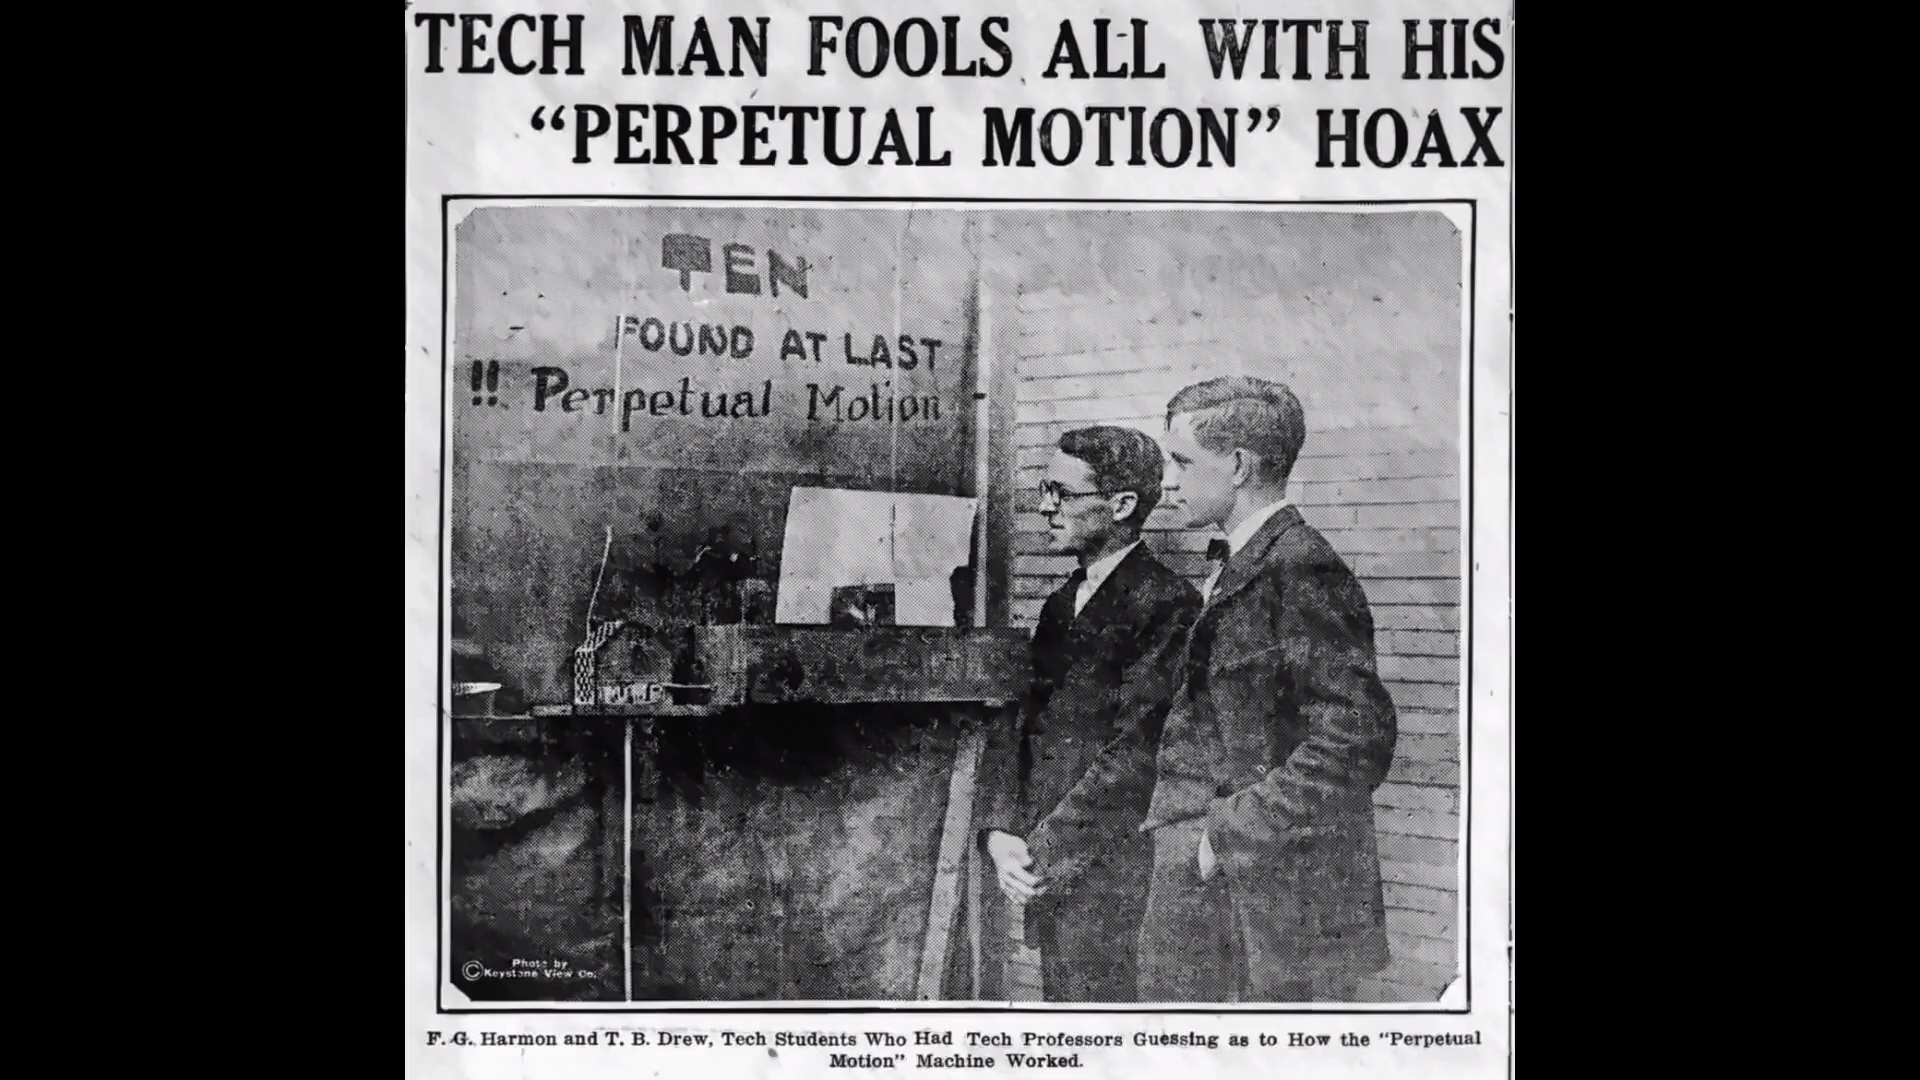 TECH MAN FOOLS ALL WITH HIS
"PERPETUAL MOTION" HOAX
TEN
FOUND AT LAST
!! Perpetual Motion
PUMP
Photo by
© Keystone View Co.
F. G. Harmon and T. B. Drew, Tech Students Who Had Tech Professors Guessing as to How the "Perpetual
Motion" Machine Worked.